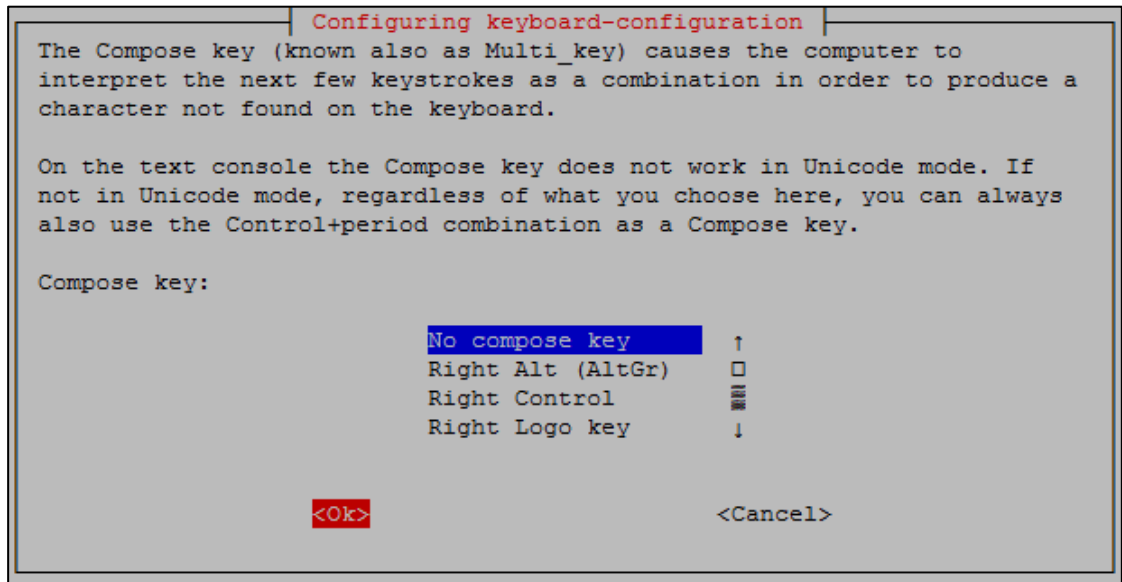 Configuring keyboard-configuration
The Compose key (known also as Multi_key) causes the computer to
interpret the next few keystrokes as a combination in order to produce a
character not found on the keyboard.
On the text console the Compose key does not work in Unicode mode. If
not in Unicode mode, regardless of what you choose here, you can always
also use the Control+period combination as a Compose key.
Compose key:
No compose key
Right Alt (AltGr)
Right Control
Right Logo key
<Ok> <Cancel>